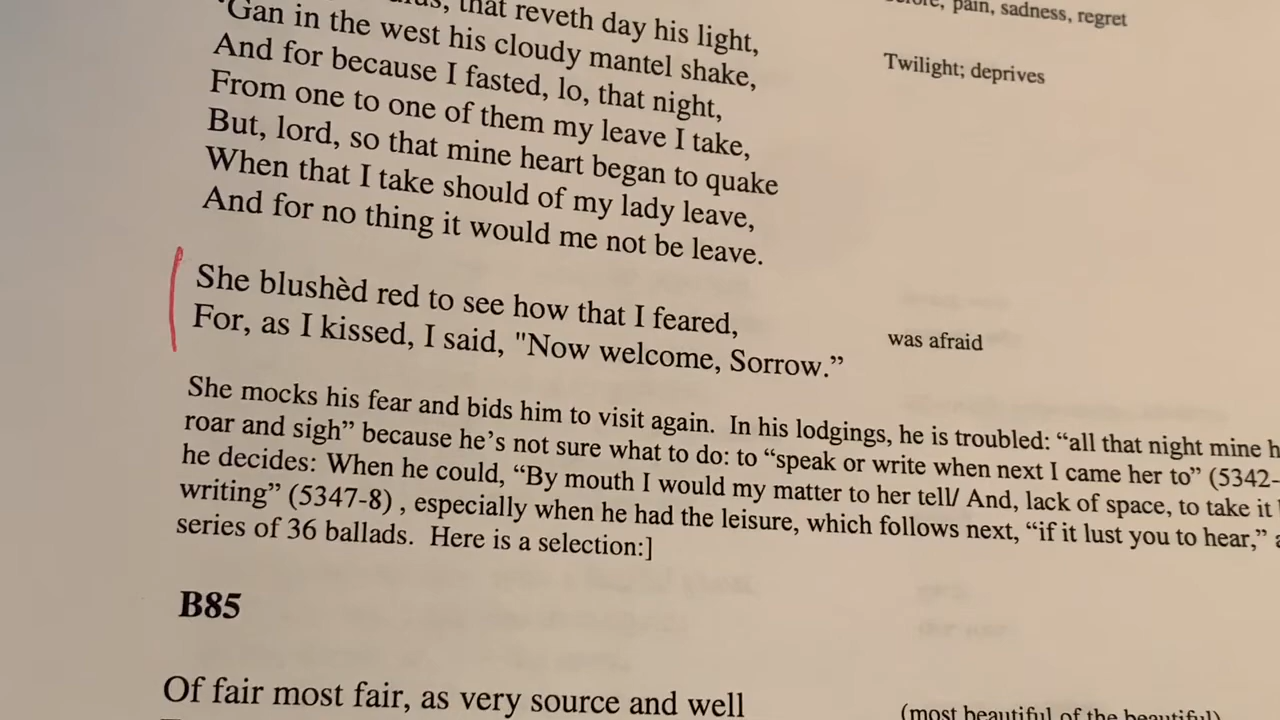 that reveth day his light,
pain, sadness, regret
Gan in the west his cloudy mantel shake,
Twilight; deprives
And for because I fasted, lo, that night,
From one to one of them my leave I take,
But, lord, so that mine heart began to quake
When that I take should of my lady leave,
And for no thing it would me not be leave.
She blushèd red to see how that I feared,
was afraid
For, as I kissed, I said, "Now welcome, Sorrow.”
She mocks his fear and bids him to visit again. In his lodgings, he is troubled: “all that night mine h
roar and sigh” because he’s not sure what to do: to “speak or write when next I came her to” (5342-
he decides: When he could, “By mouth I would my matter to her tell/ And, lack of space, to take it
writing” (5347-8) , especially when he had the leisure, which follows next, “if it lust you to hear,” a
series of 36 ballads. Here is a selection:]
B85
Of fair most fair, as very source and well
(most beautiful of the beautiful)